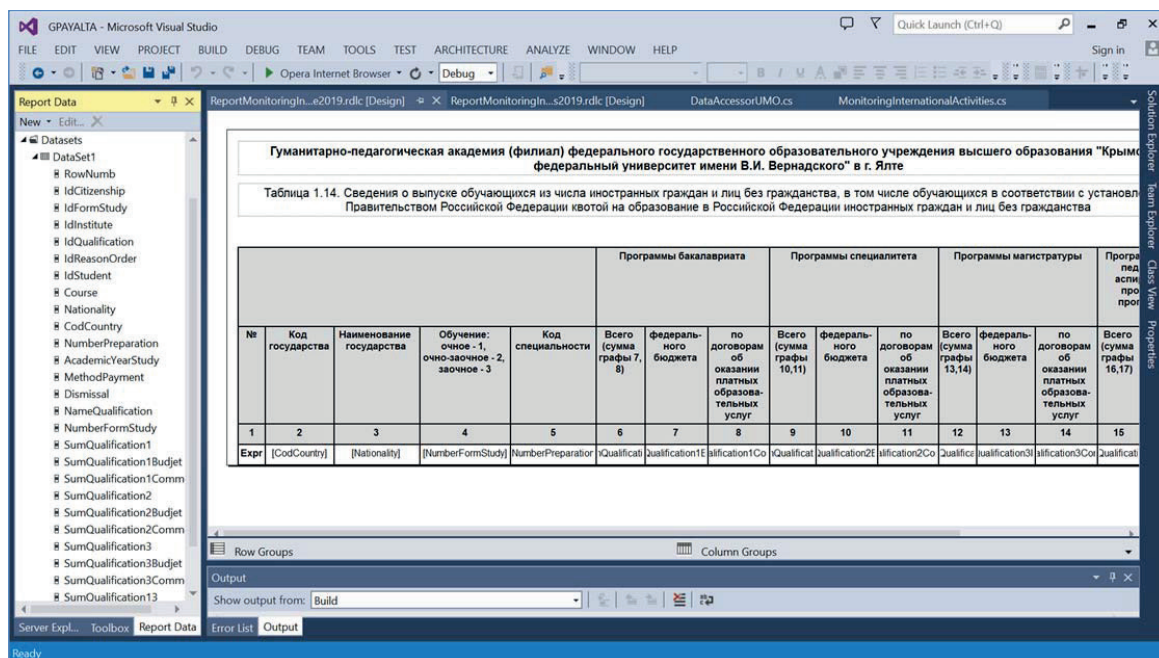 GPAYALTA - Microsoft Visual Studio
Quick Launch (Ctrl+Q)
FILE EDIT VIEW PROJECT BUILD DEBUG TEAM TOOLS TEST ARCHITECTURE ANALYZE WINDOW HELP
Sign in
Opera Internet Browser
Debug
Report Data
New Edit...
Datasets
DataSet1
RowNumb
IdCitizenship
IdFormStudy
IdInstitute
IdQualification
IdReasonOrder
IdStudent
Course
Nationality
CodCountry
NumberPreparation
AcademicYearStudy
MethodPayment
Dismissal
NameQualification
NumberFormStudy
SumQualification1
SumQualification1Budjet
SumQualification1Comm
SumQualification2
SumQualification2Budjet
SumQualification2Comm
SumQualification3
SumQualification3Budjet
SumQualification3Comm
SumQualification13
Server Expl... Toolbox Report Data
ReportMonitoringIn...e2019.rdlc [Design] ReportMonitoringIn...s2019.rdlc [Design] DataAccessorUMO.cs MonitoringInternationalActivities.cs
Гуманитарно-педагогическая академия (филиал) федерального государственного образовательного учреждения высшего образования "Крымс
федеральный университет имени В.И. Вернадского" в г. Ялте
Таблица 1.14. Сведения о выпуске обучающихся из числа иностранных граждан и лиц без гражданства, в том числе обучающихся в соответствии с установл
Правительством Российской Федерации квотой на образование в Российской Федерации иностранных граждан и лиц без гражданства
Программы бакалавриата
Программы специалитета
Программы магистратуры
Програ
пед
аспи
про
прог
№
Код
государства
Наименование
государства
Обучение:
очное - 1,
очно-заочное - 2,
заочное - 3
Код
специальности
Всего
(сумма
графы 7,
8)
федераль-
ного
бюджета
по
договорам
об
оказании
платных
образова-
тельных
услуг
Всего
(сумма
графы
10,11)
федераль-
ного
бюджета
по
договорам
об
оказании
платных
образова-
тельных
услуг
Всего
(сумма
графы
13,14)
федераль-
ного
бюджета
по
договорам
об
оказании
платных
образова-
тельных
услуг
Всего
(сумма
графы
16,17)
1 2 3 4 5 6 7 8 9 10 11 12 13 14 15
Expr [CodCountry] [Nationality] [NumberFormStudy]
Row Groups
Column Groups
Output
Show output from: Build
Error List Output
Solution Explorer
Team Explorer
Class View
Properties
Ready